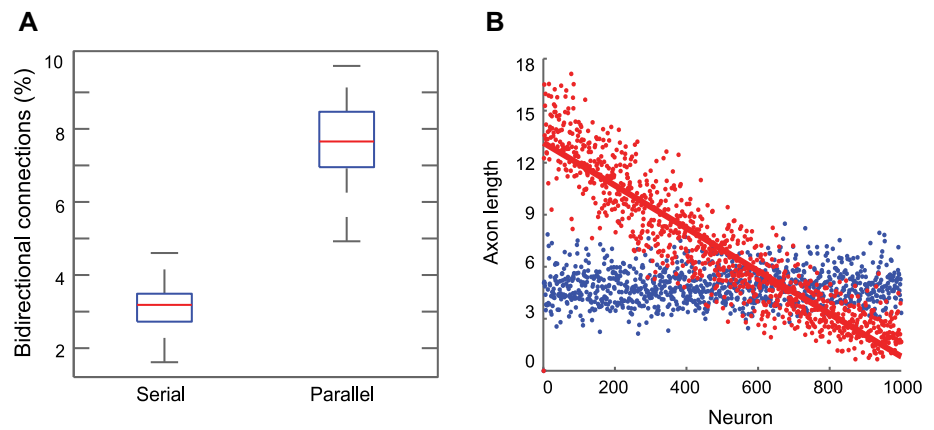 A
Bidirectional connections (%)
10
8
6
4
2
Serial
Parallel
B
Axon length
18
15
12
9
6
3
0
0
200
400
600
800
1000
Neuron